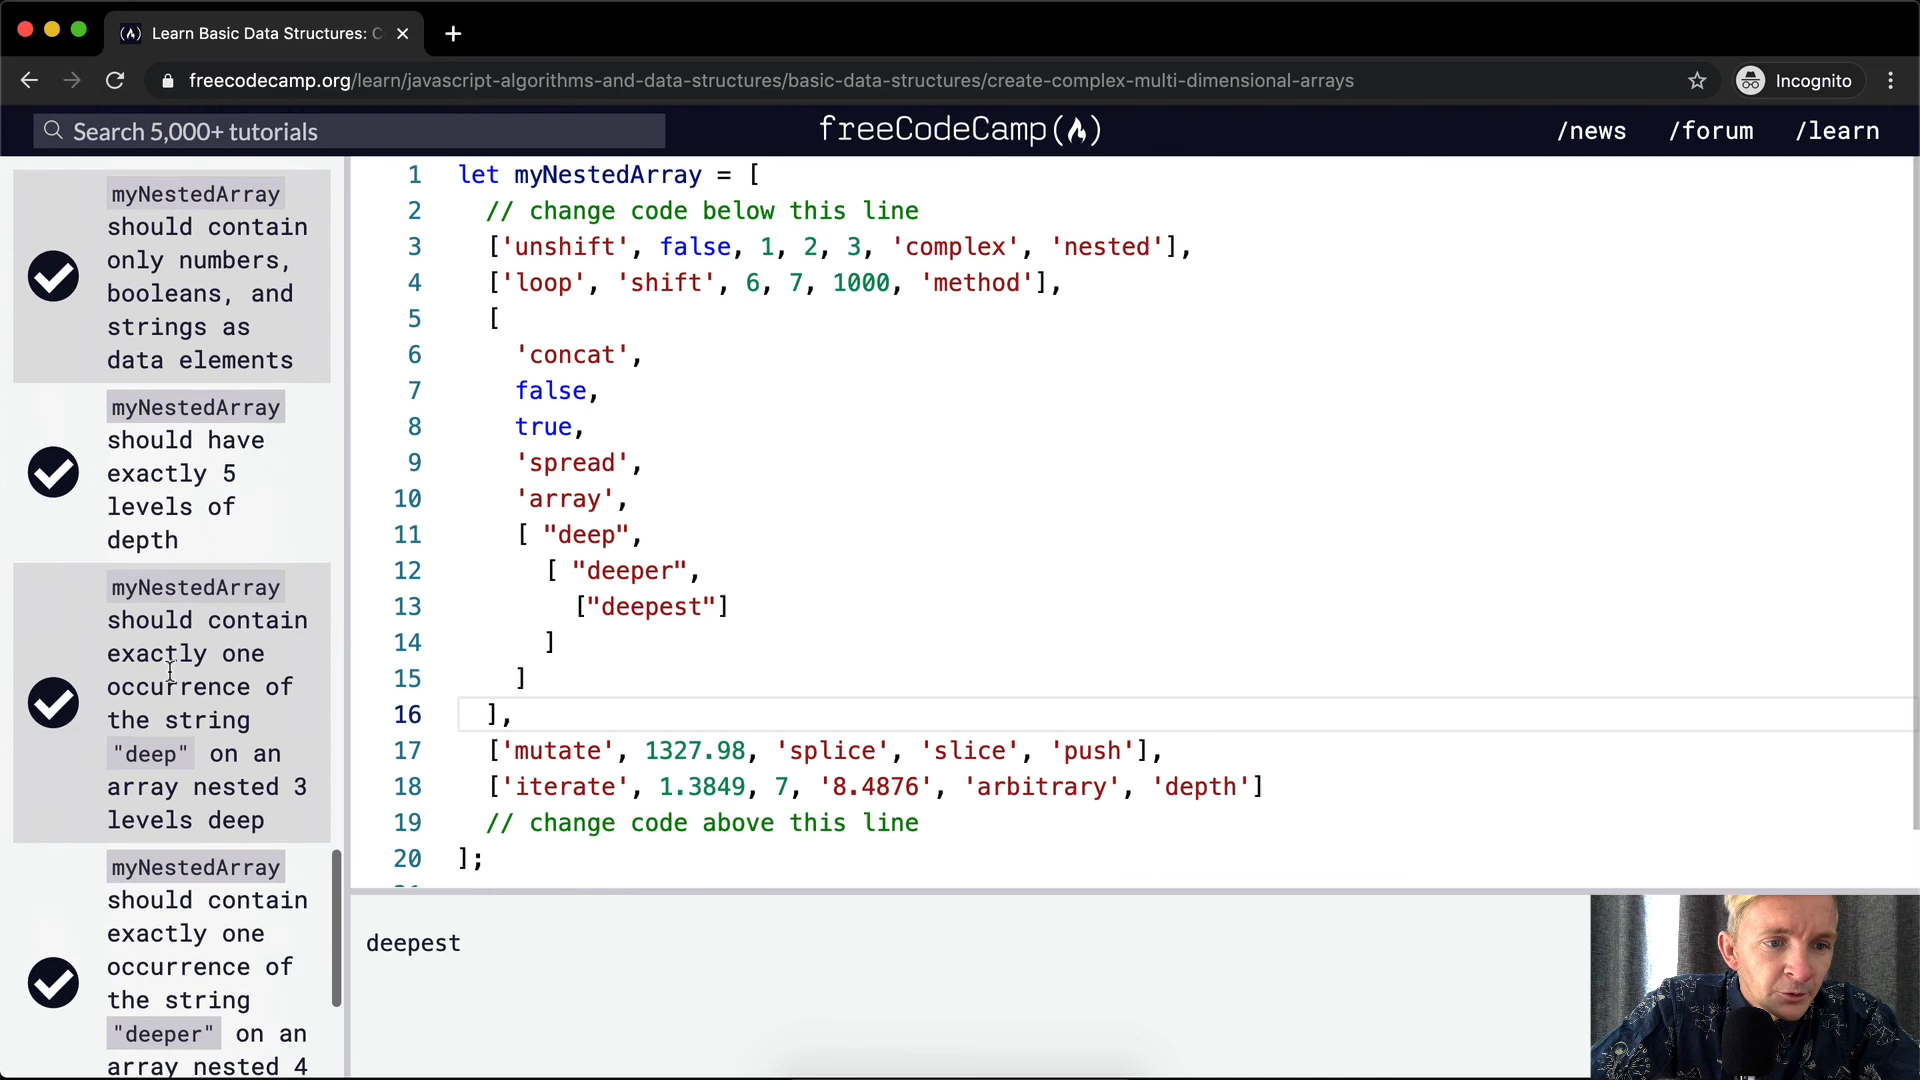 Learn Basic Data Structures: C
freecodecamp.org/learn/javascript-algorithms-and-data-structures/basic-data-structures/create-complex-multi-dimensional-arrays
Incognito
Search 5,000+ tutorials
freeCodeCamp
/news /forum /learn
myNestedArray
should contain
only numbers,
booleans, and
strings as
data elements
myNestedArray
should have
exactly 5
levels of
depth
myNestedArray
should contain
exactly one
occurrence of
the string
"deep" on an
array nested 3
levels deep
myNestedArray
should contain
exactly one
occurrence of
the string
"deeper" on an
array nested 4
1 let myNestedArray = [
2 // change code below this line
3 ['unshift', false, 1, 2, 3, 'complex', 'nested'],
4 ['loop', 'shift', 6, 7, 1000, 'method'],
5 [
6 'concat',
7 false,
8 true,
9 'spread',
10 'array',
11 [ "deep",
12 [ "deeper",
13 ["deepest"]
14 ]
15 ]
16 ],
17 ['mutate', 1327.98, 'splice', 'slice', 'push'],
18 ['iterate', 1.3849, 7, '8.4876', 'arbitrary', 'depth']
19 // change code above this line
20 ];
deepest